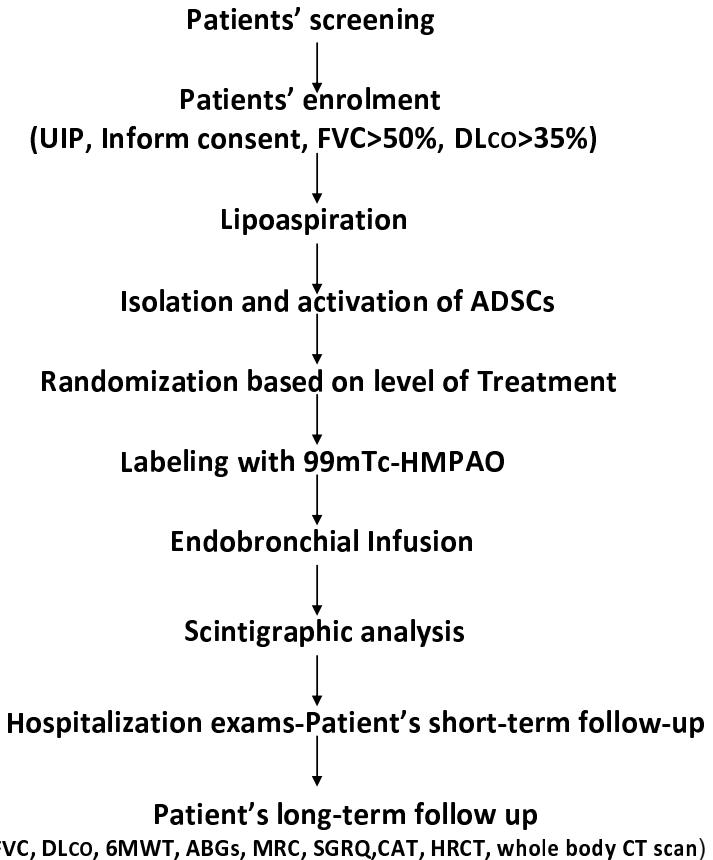 Patients' screening
Patients' enrolment
(UIP, Inform consent, FVC>50%, DLCO>35%)
Lipoaspiration
Isolation and activation of ADSCs
Randomization based on level of Treatment
Labeling with 99mTc-HMPAO
Endobronchial Infusion
Scintigraphic analysis
Hospitalization exams-Patient's short-term follow-up
Patient's long-term follow up
FVC, DLCO, 6MWT, ABGs, MRC, SGRQ,CAT, HRCT, whole body CT scan)